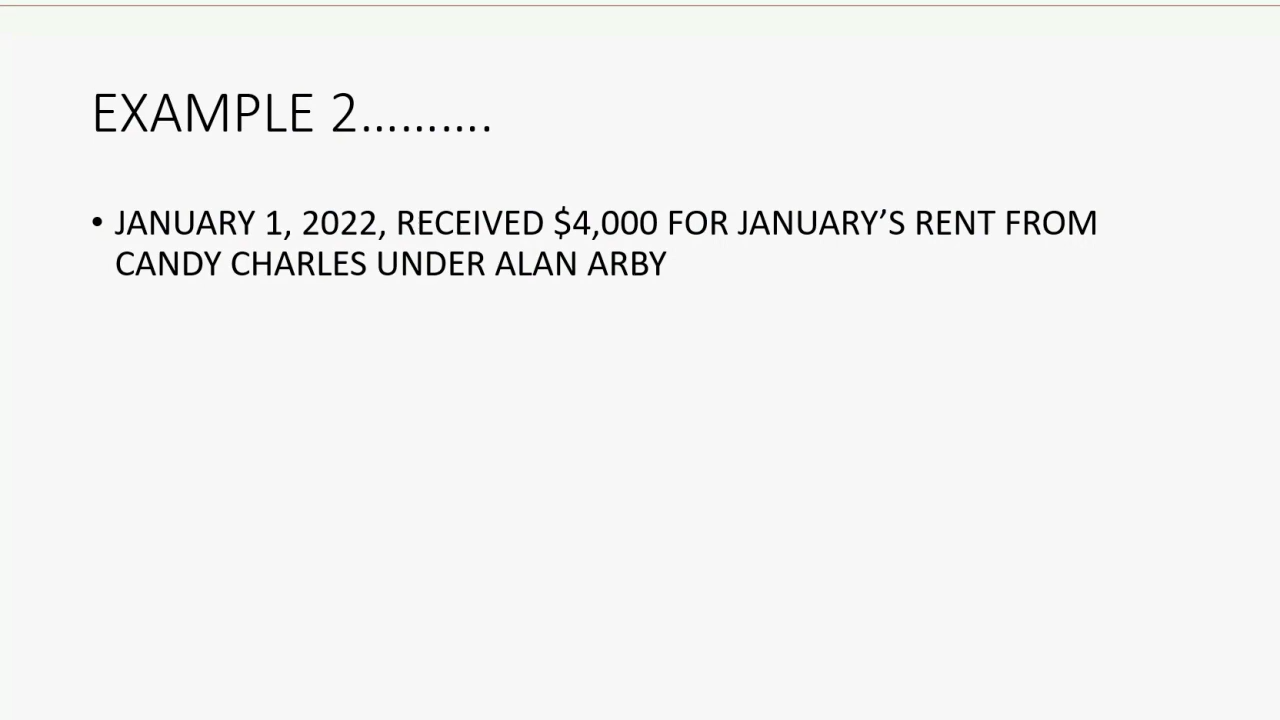 EXAMPLE 2……….
• JANUARY 1, 2022, RECEIVED $4,000 FOR JANUARY’S RENT FROM
CANDY CHARLES UNDER ALAN ARBY